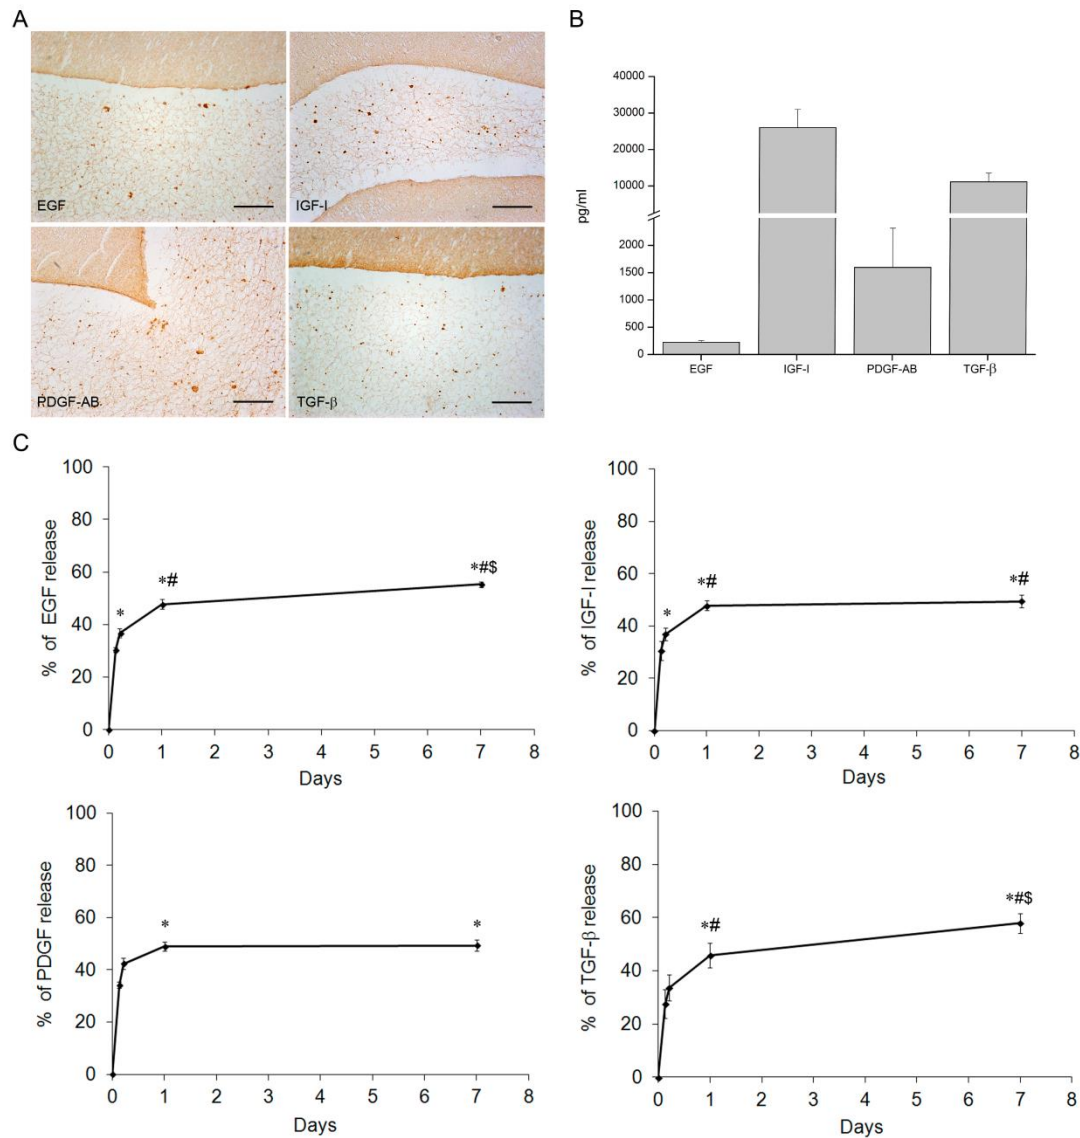 A
EGF
IGF-I
PDGF-AB
TGF-β
B
40000
30000
20000
10000
2000
1500
1000
500
0
pg/ml
EGF
IGF-I
PDGF-AB
TGF-β
C
100
80
60
40
20
0
% of EGF release
*
*#
*#$
0 1 2 3 4 5 6 7 8
Days
100
80
60
40
20
0
% of IGF-I release
*
*#
*#
0 1 2 3 4 5 6 7 8
Days
100
80
60
40
20
0
% of PDGF release
*
*
0 1 2 3 4 5 6 7 8
Days
100
80
60
40
20
0
% of TGF-β release
*#
*#$
0 1 2 3 4 5 6 7 8
Days